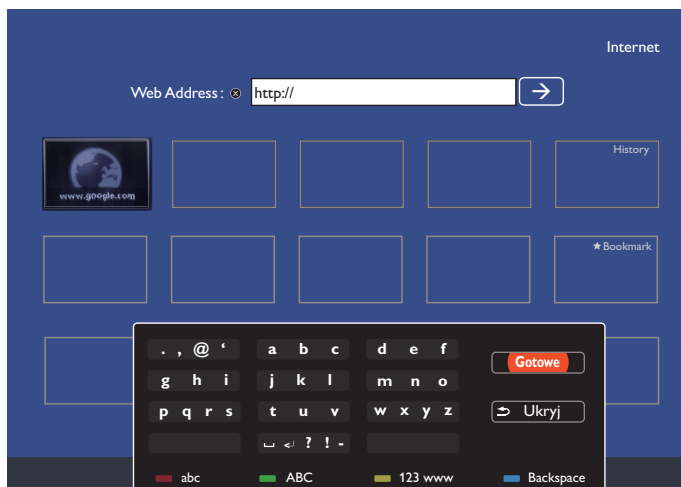 Internet
Web Address : http://
History
www.google.com
★ Bookmark
. , @ ‘ a b c d e f
Gotowe
g h i j k l m n o
p q r s t u v w x y z Ukryj
? ! -
abc ABC 123 www Backspace